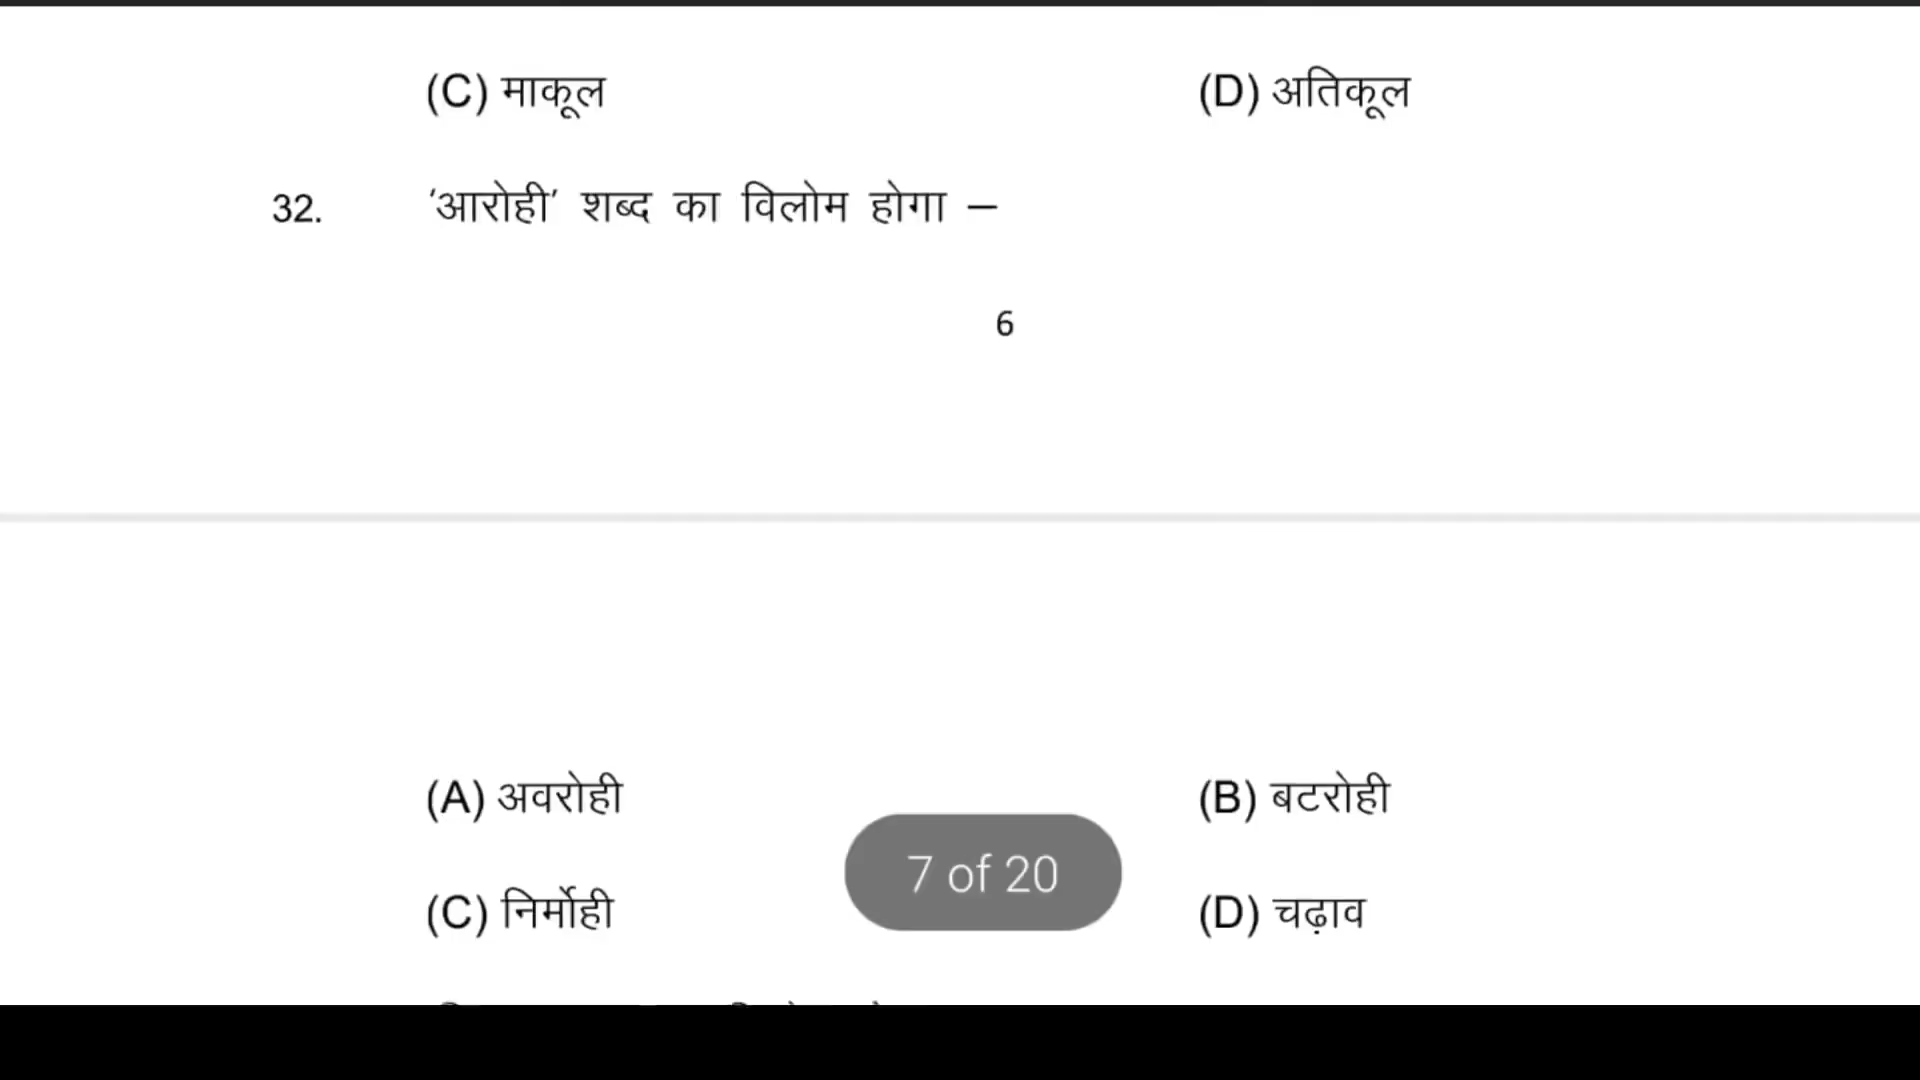 (C) माकूल (D) अतिकूल
32. ‘आरोही’ शब्द का विलोम होगा –
6
(A) अवरोही (B) बटरोही
7 of 20
(C) निर्मोही (D) चढ़ाव